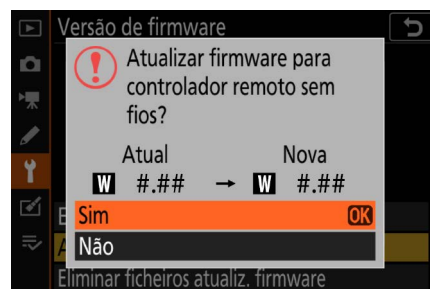 Versão de firmware
Atualizar firmware para
controlador remoto sem
fios?
Atual Nova
W #.## → W #.##
Sim OK
Não
Eliminar ficheiros atualiz. firmware